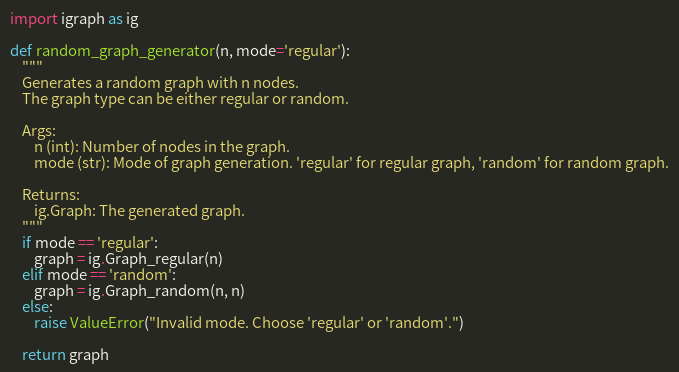 import igraph as ig
def random_graph_generator(n, mode='regular'):
"""
Generates a random graph with n nodes.
The graph type can be either regular or random.
Args:
n (int): Number of nodes in the graph.
mode (str): Mode of graph generation. 'regular' for regular graph, 'random' for random graph.
Returns:
ig.Graph: The generated graph.
"""
if mode == 'regular':
graph = ig.Graph_regular(n)
elif mode == 'random':
graph = ig.Graph_random(n, n)
else:
raise ValueError("Invalid mode. Choose 'regular' or 'random'.")
return graph